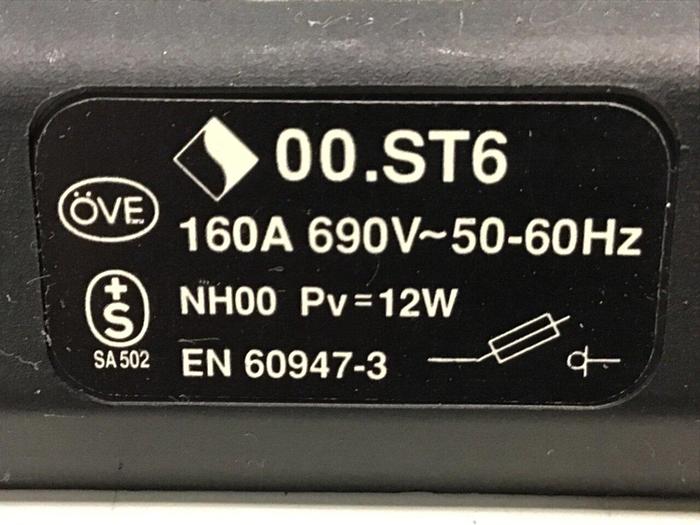 00.ST6
ÖVE
160A 690V~50-60Hz
+S
NH00 Pv=12W
SA 502
EN 60947-3